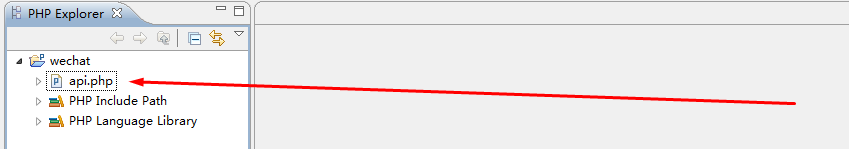 PHP Explorer
wechat
api.php
PHP Include Path
PHP Language Library